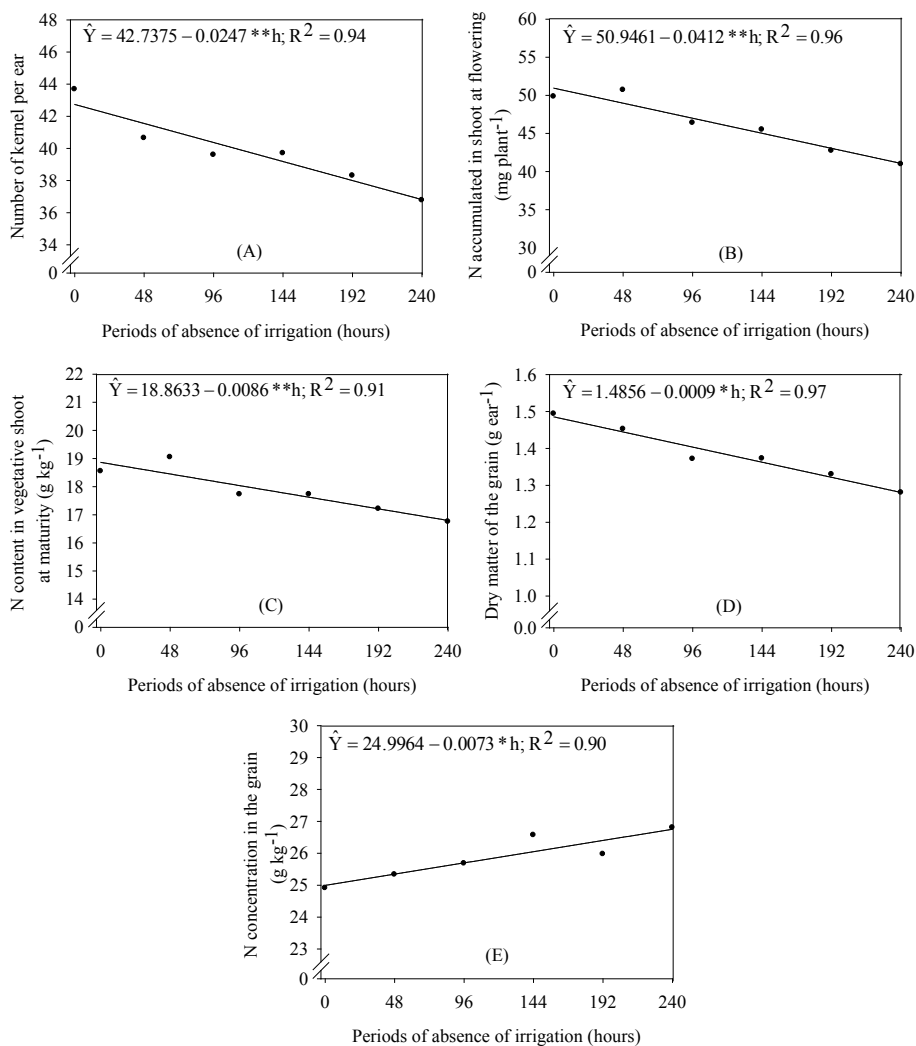 Ŷ = 42.7375 – 0.0247 **h; R² = 0.94
Number of kernel per ear
48
46
44
42
40
38
36
34
0
(A)
0 48 96 144 192 240
Periods of absence of irrigation (hours)
Ŷ = 50.9461 – 0.0412 **h; R² = 0.96
N accumulated in shoot at flowering
(mg plant-1)
60
55
50
45
40
35
30
0
(B)
0 48 96 144 192 240
Periods of absence of irrigation (hours)
Ŷ = 18.8633 – 0.0086 **h; R² = 0.91
N content in vegetative shoot
at maturity (g kg-1)
22
21
20
19
18
17
16
15
14
0
(C)
0 48 96 144 192 240
Periods of absence of irrigation (hours)
Ŷ = 1.4856 – 0.0009 *h; R² = 0.97
Dry matter of the grain (g ear-1)
1.6
1.5
1.4
1.3
1.2
1.1
1.0
0.0
(D)
0 48 96 144 192 240
Periods of absence of irrigation (hours)
Ŷ = 24.9964 – 0.0073 * h; R² = 0.90
N concentration in the grain
(g kg-1)
30
29
28
27
26
25
24
23
0
(E)
0 48 96 144 192 240
Periods of absence of irrigation (hours)